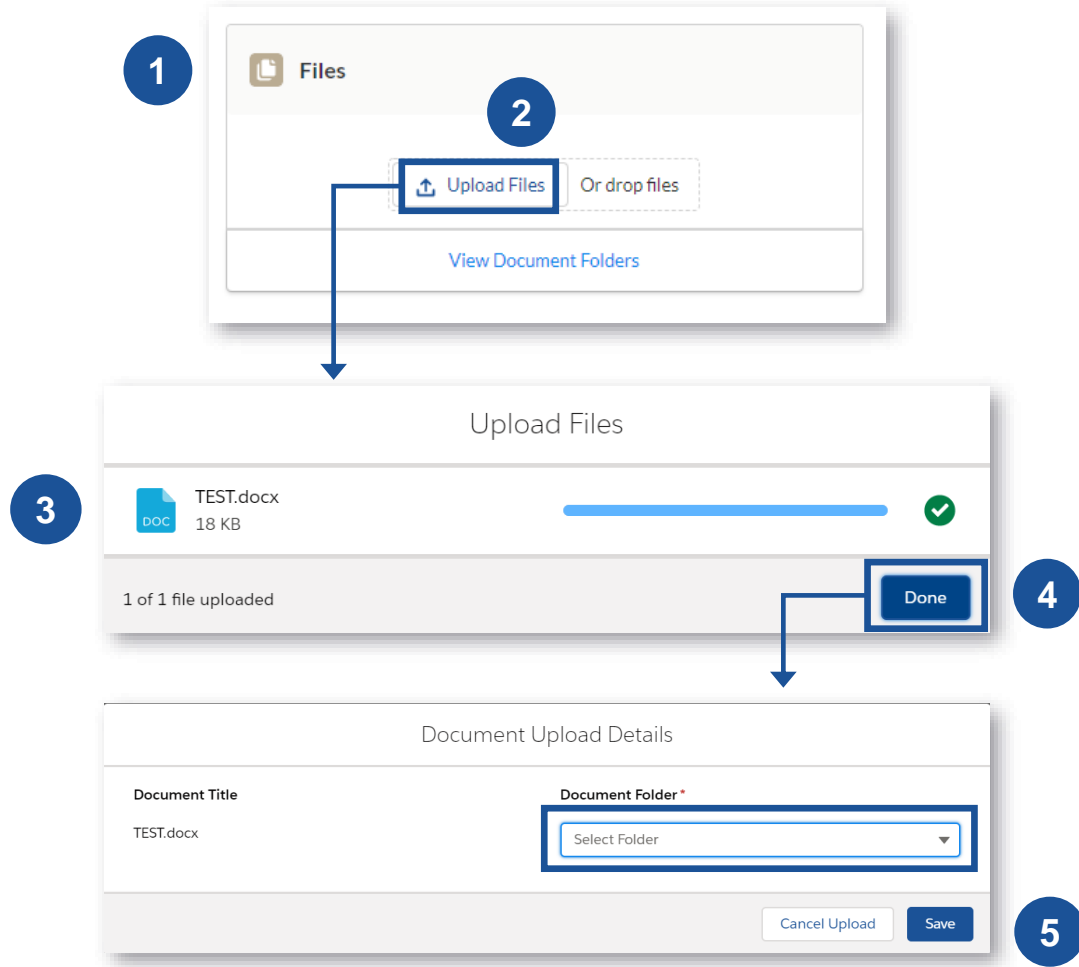 1
Files
2
Upload Files Or drop files
View Document Folders
Upload Files
3
TEST.docx
DOC
18 KB
1 of 1 file uploaded
Done
4
Document Upload Details
Document Title
Document Folder *
TEST.docx
Select Folder
Cancel Upload
Save
5